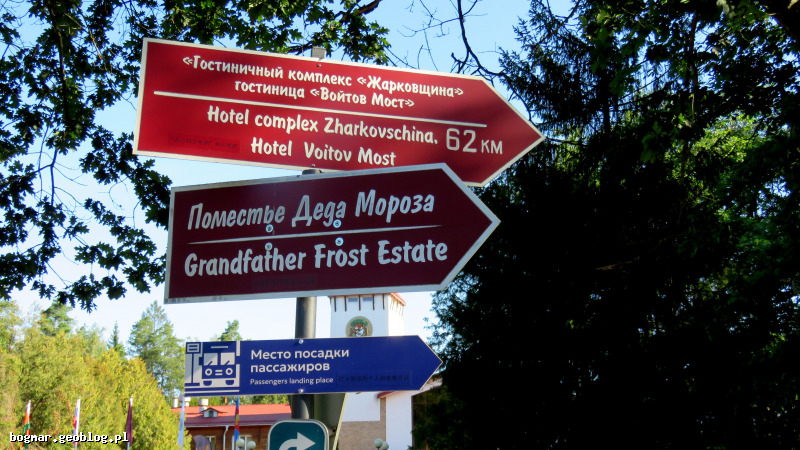 «Гостиничный комплекс «Жарковщина»
гостиница «Войтов Мост»
Hotel complex Zharkovschina, 62 КМ
Hotel Voitov Most
Поместье Деда Мороза
Grandfather Frost Estate
Место посадки
пассажиров
Passengers landing place
bogmar.geoblog.pl